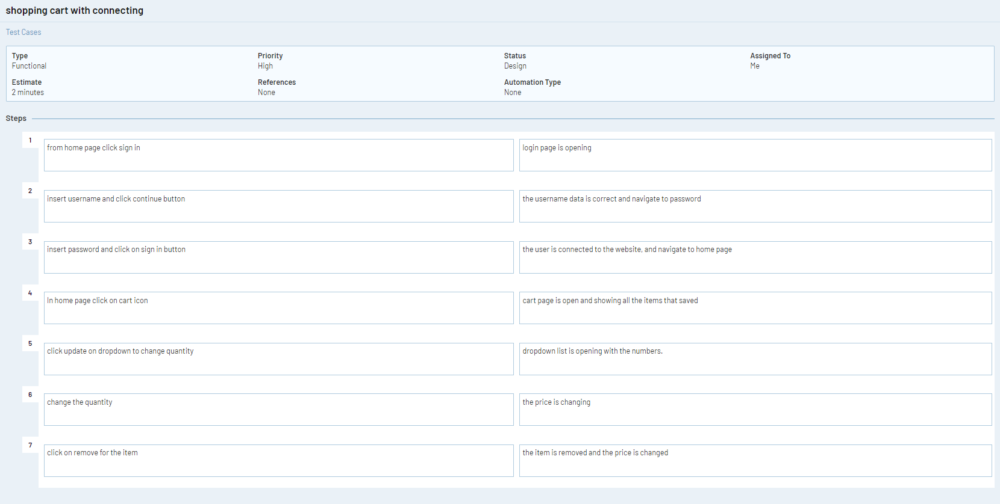 shopping cart with connecting
Test Cases
Type Priority Status Assigned To
Functional High Design Me
Estimate References Automation Type
2 minutes None None
Steps
1 from home page click sign in login page is opening
2 insert username and click continue button the username data is correct and navigate to password
3 insert password and click on sign in button the user is connected to the website, and navigate to home page
4 In home page click on cart icon cart page is open and showing all the items that saved
5 click update on dropdown to change quantity dropdown list is opening with the numbers.
6 change the quantity the price is changing
7 click on remove for the item the item is removed and the price is changed